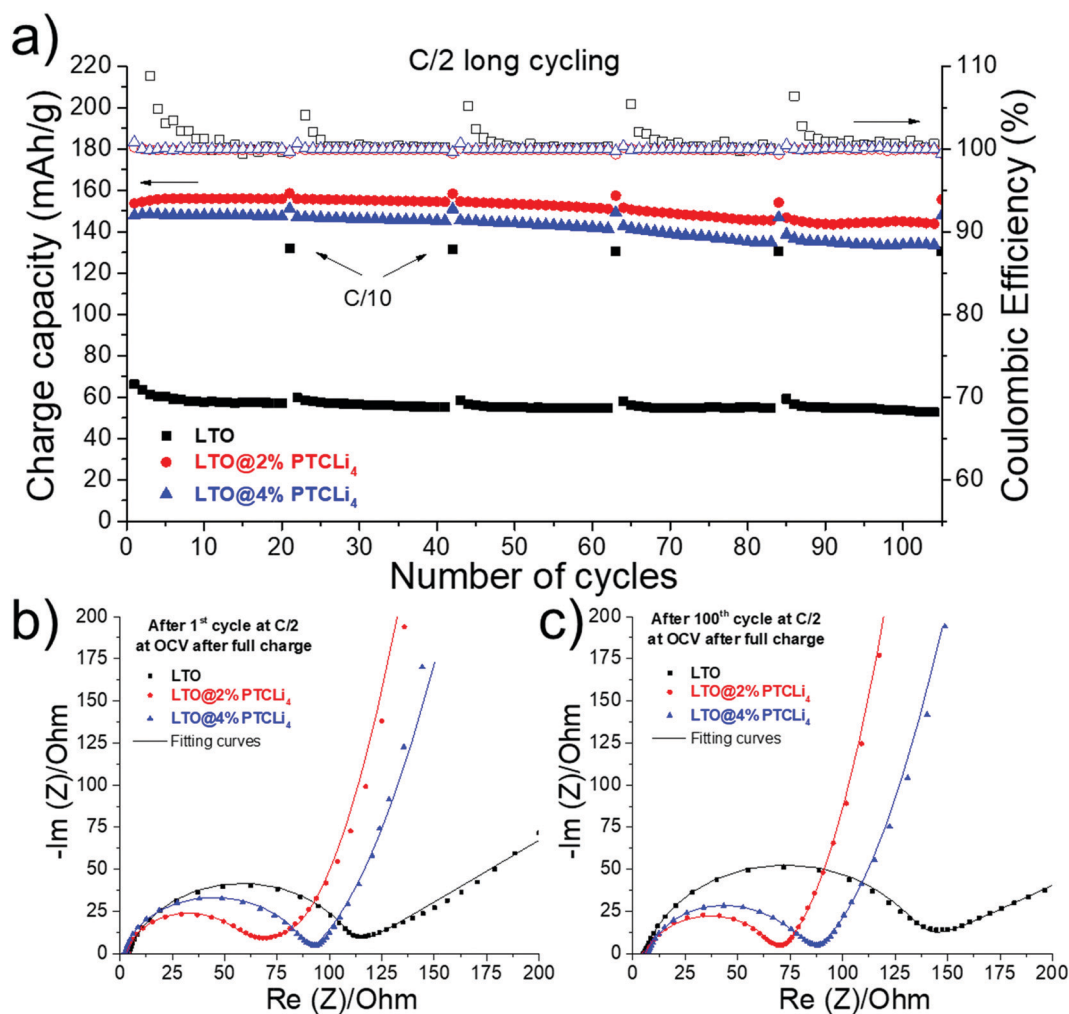 a)
C/2 long cycling
Charge capacity (mAh/g)
220
200
180
160
140
120
100
80
60
40
20
0
110
100
90
80
70
60
Coulombic Efficiency (%)
C/10
LTO
LTO@2% PTCLi₄
LTO@4% PTCLi₄
0 10 20 30 40 50 60 70 80 90 100
Number of cycles
b)
After 1st cycle at C/2
at OCV after full charge
LTO
LTO@2% PTCLi₄
LTO@4% PTCLi₄
Fitting curves
-Im (Z)/Ohm
200
175
150
125
100
75
50
25
0
0 25 50 75 100 125 150 175 200
Re (Z)/Ohm
c)
After 100th cycle at C/2
at OCV after full charge
LTO
LTO@2% PTCLi₄
LTO@4% PTCLi₄
Fitting curves
-Im (Z)/Ohm
200
175
150
125
100
75
50
25
0
0 25 50 75 100 125 150 175 200
Re (Z)/Ohm